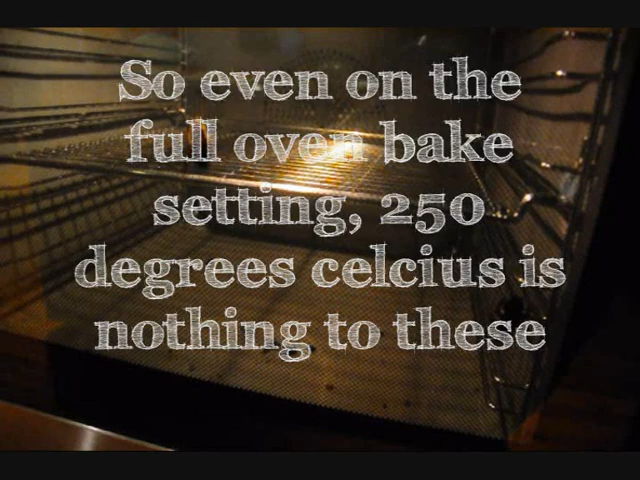 So even on the
full oven bake
setting, 250
degrees celcius is
nothing to these